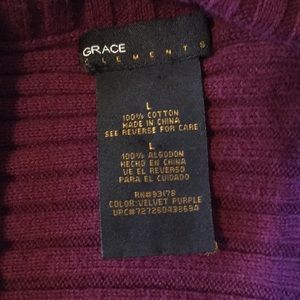 GRACE
ELEMENTS
L
100% COTTON
MADE IN CHINA
SEE REVERSE FOR CARE
L
100% ALGODON
HECHO EN CHINA
VE EL REVERSO
PARA EL CUIDADO
RN#93178
COLOR:VELVET PURPLE